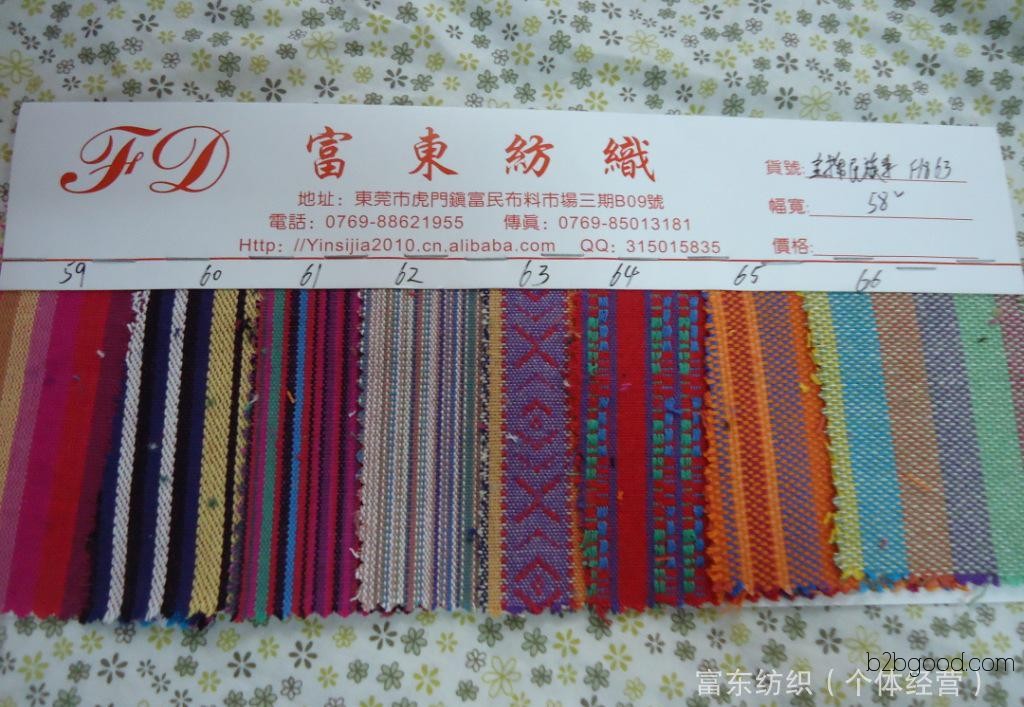 FD 富東紡織
地址：東莞市虎門鎮富民布料市場三期B09號
電話：0769-88621955 傳眞：0769-85013181
Http：//Yinsijia2010.cn.alibaba.com QQ：315015835
貨號:
幅寬: 58"
價格:
59 60 61 62 63 64 65 66
b2bgood.com
富东纺织（个体经营）